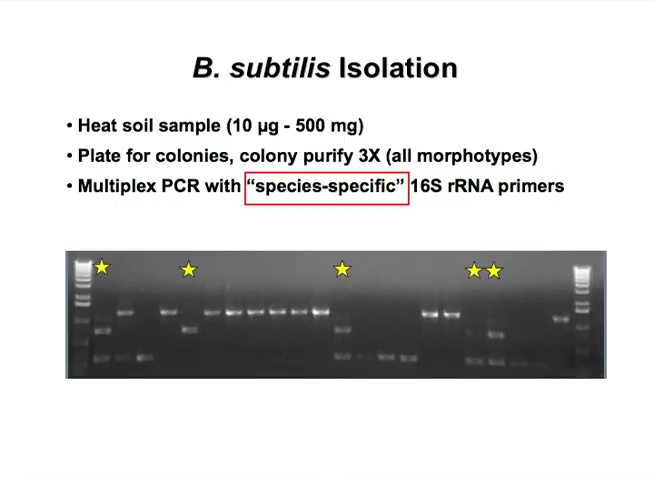 B. subtilis Isolation
• Heat soil sample (10 µg - 500 mg)
• Plate for colonies, colony purify 3X (all morphotypes)
• Multiplex PCR with “species-specific” 16S rRNA primers